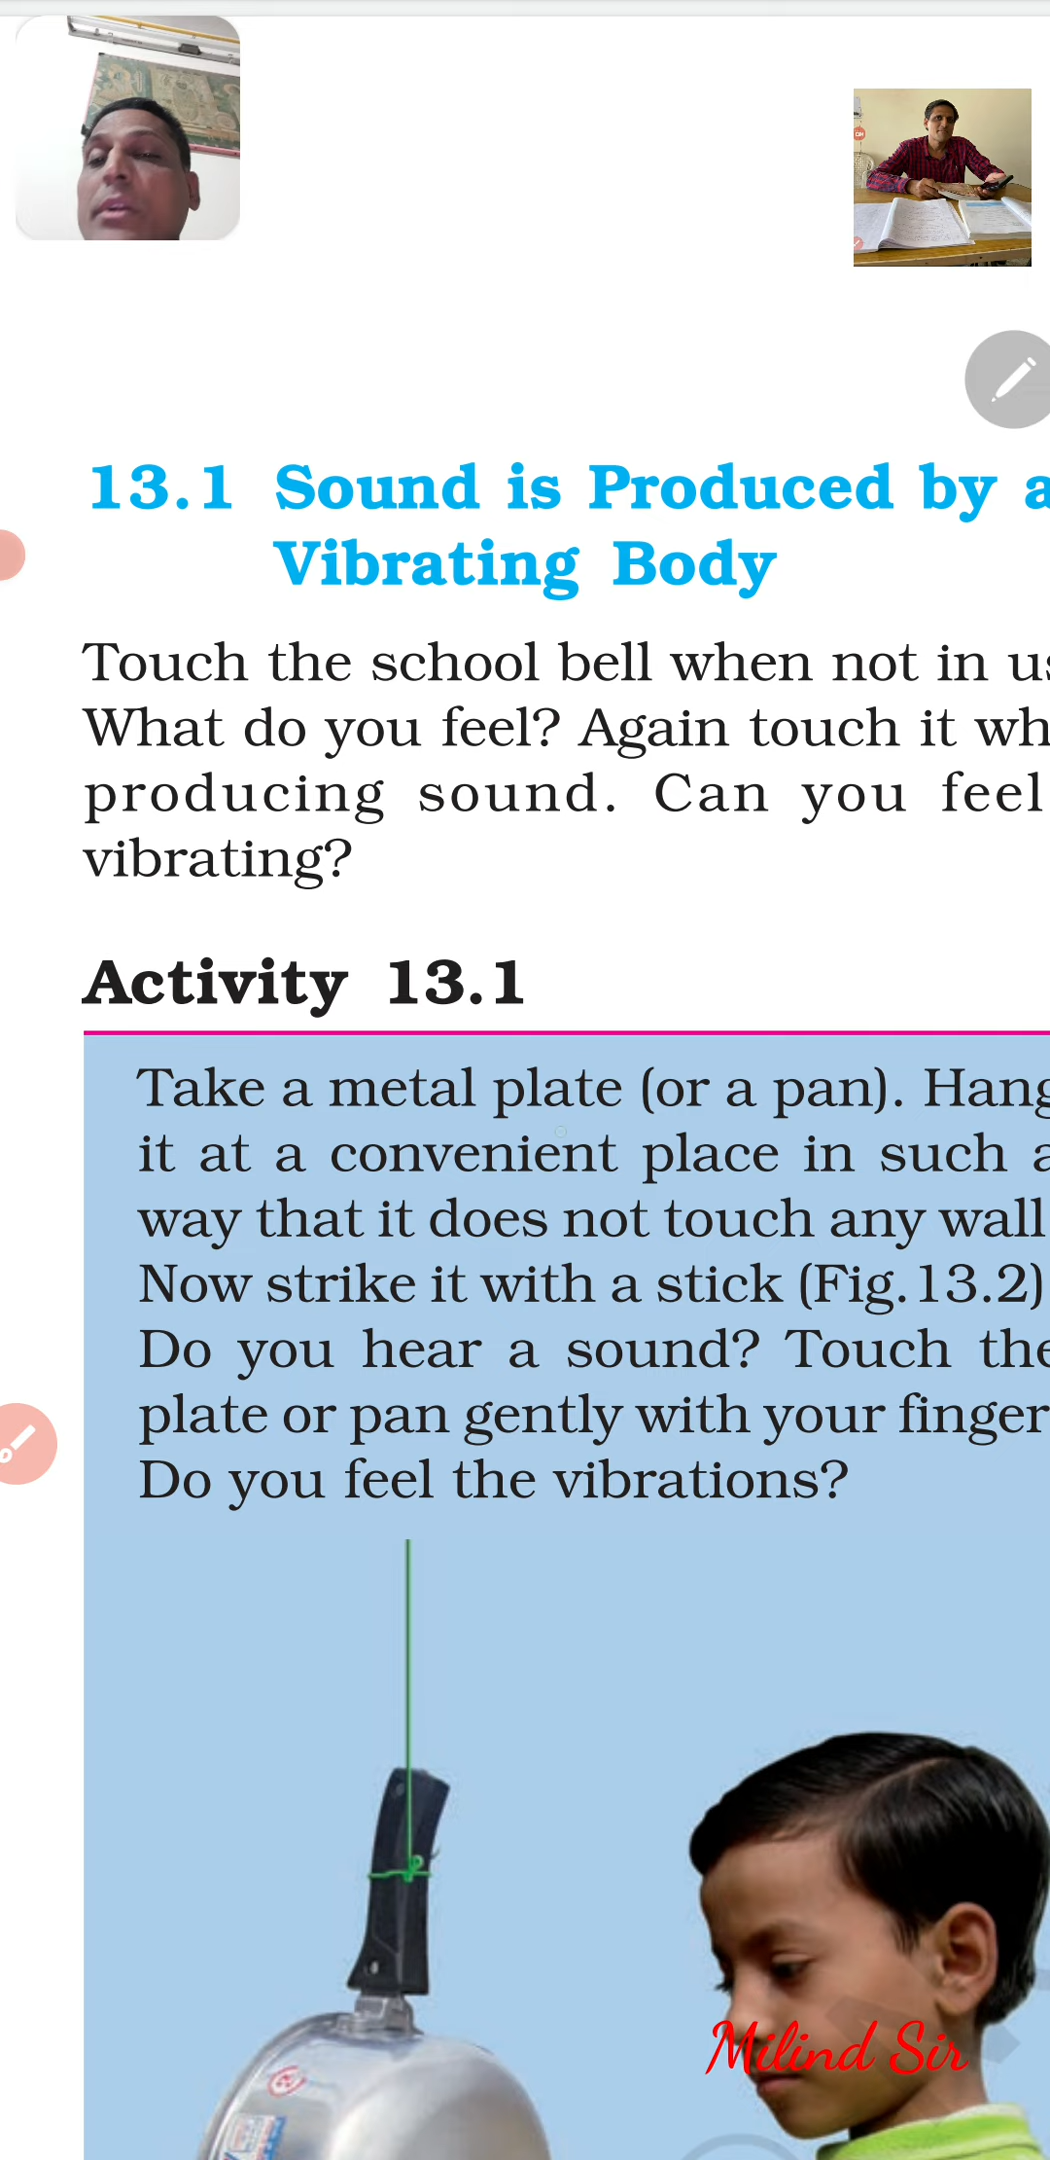 13.1 Sound is Produced by a
Vibrating Body
Touch the school bell when not in us
What do you feel? Again touch it wh
producing sound. Can you feel
vibrating?
Activity 13.1
Take a metal plate (or a pan). Hang
it at a convenient place in such a
way that it does not touch any wall
Now strike it with a stick (Fig.13.2)
Do you hear a sound? Touch the
plate or pan gently with your finger
Do you feel the vibrations?
Milind Sir